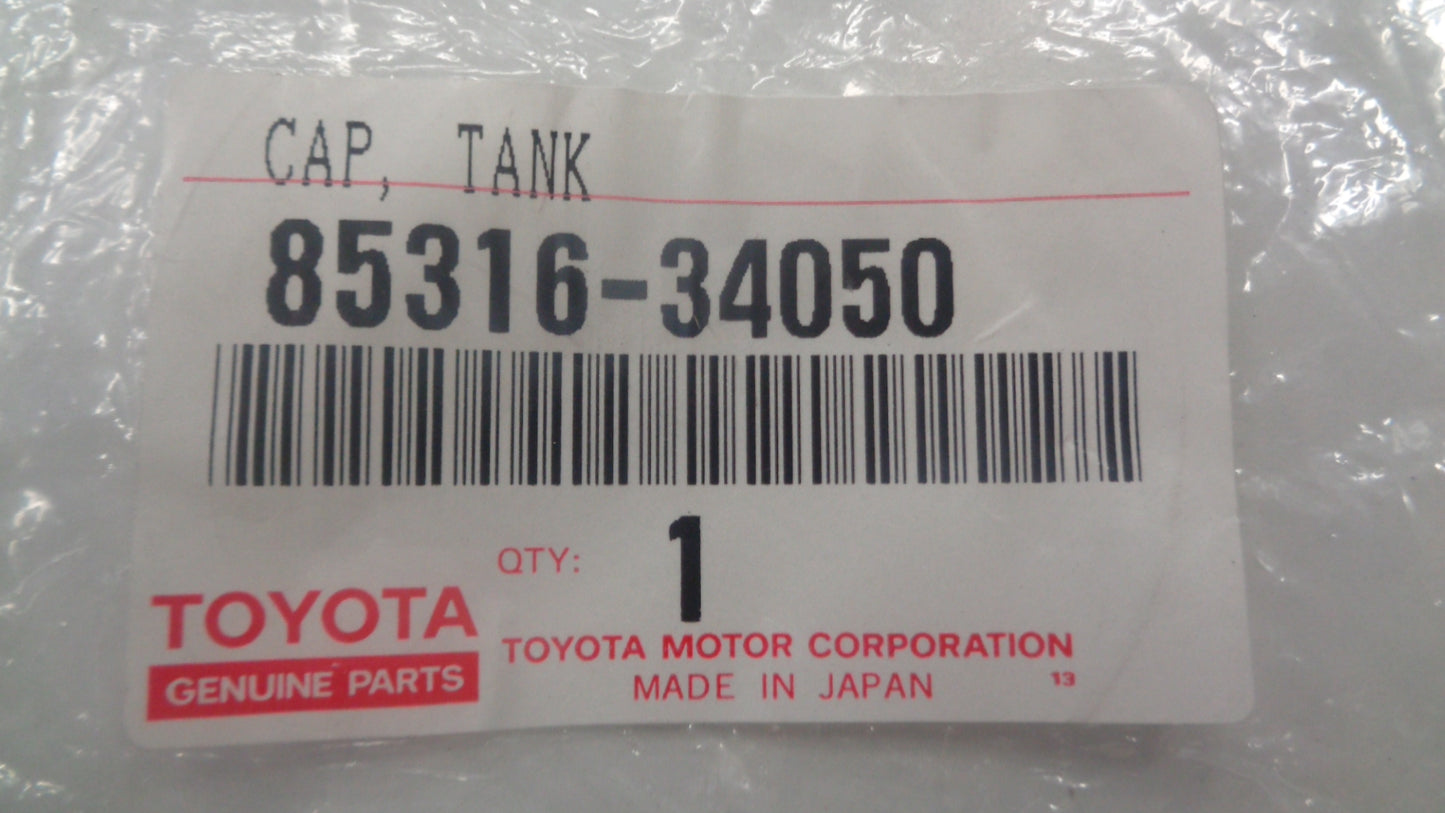 CAP, TANK
85316-34050
QTY: 1
TOYOTA
GENUINE PARTS
TOYOTA MOTOR CORPORATION
MADE IN JAPAN 13